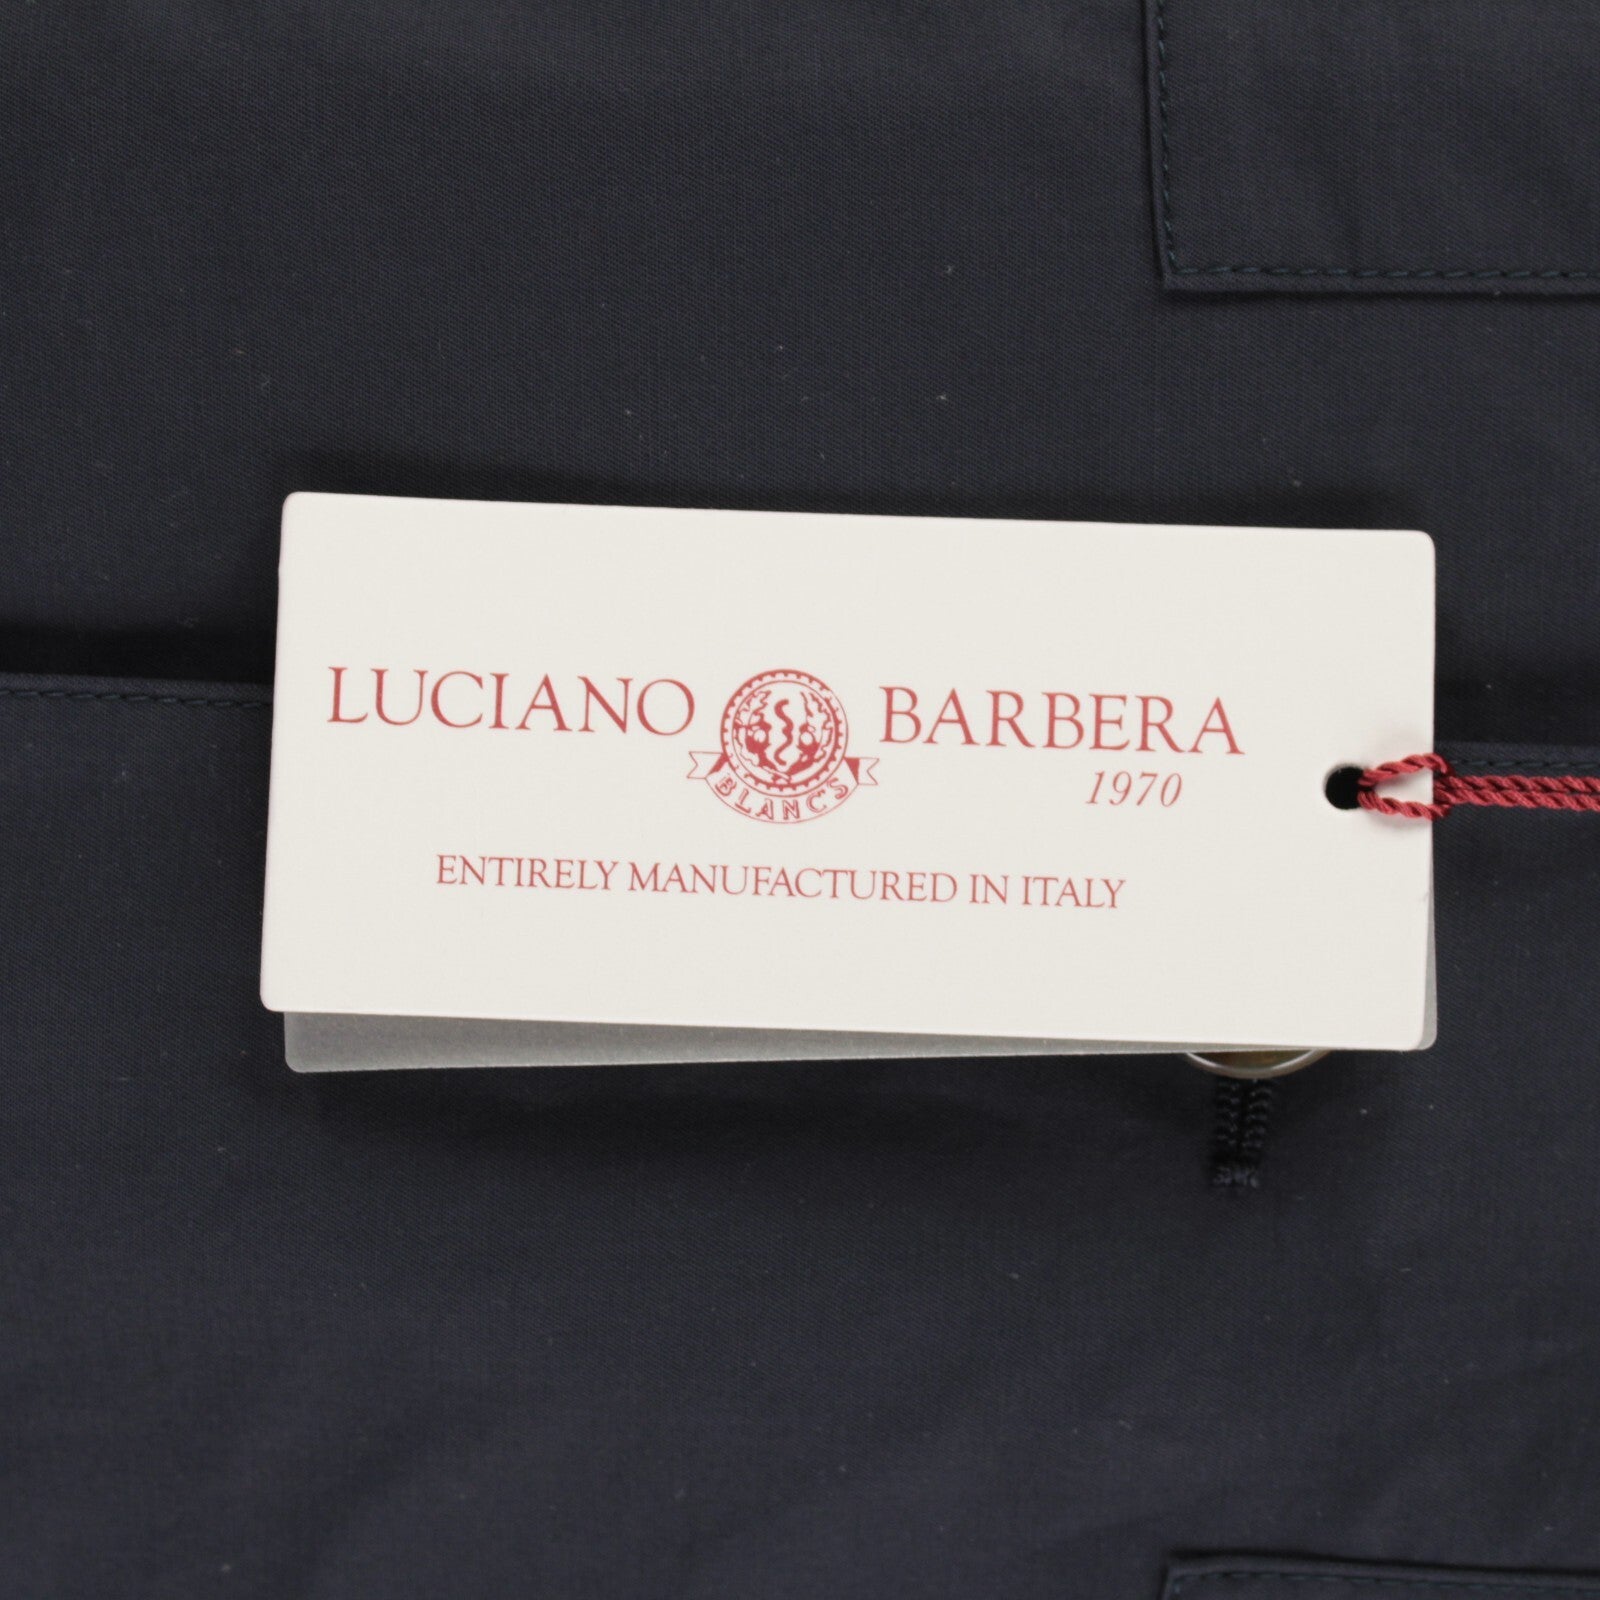 LUCIANO BARBERA
1970
BLANCS
ENTIRELY MANUFACTURED IN ITALY